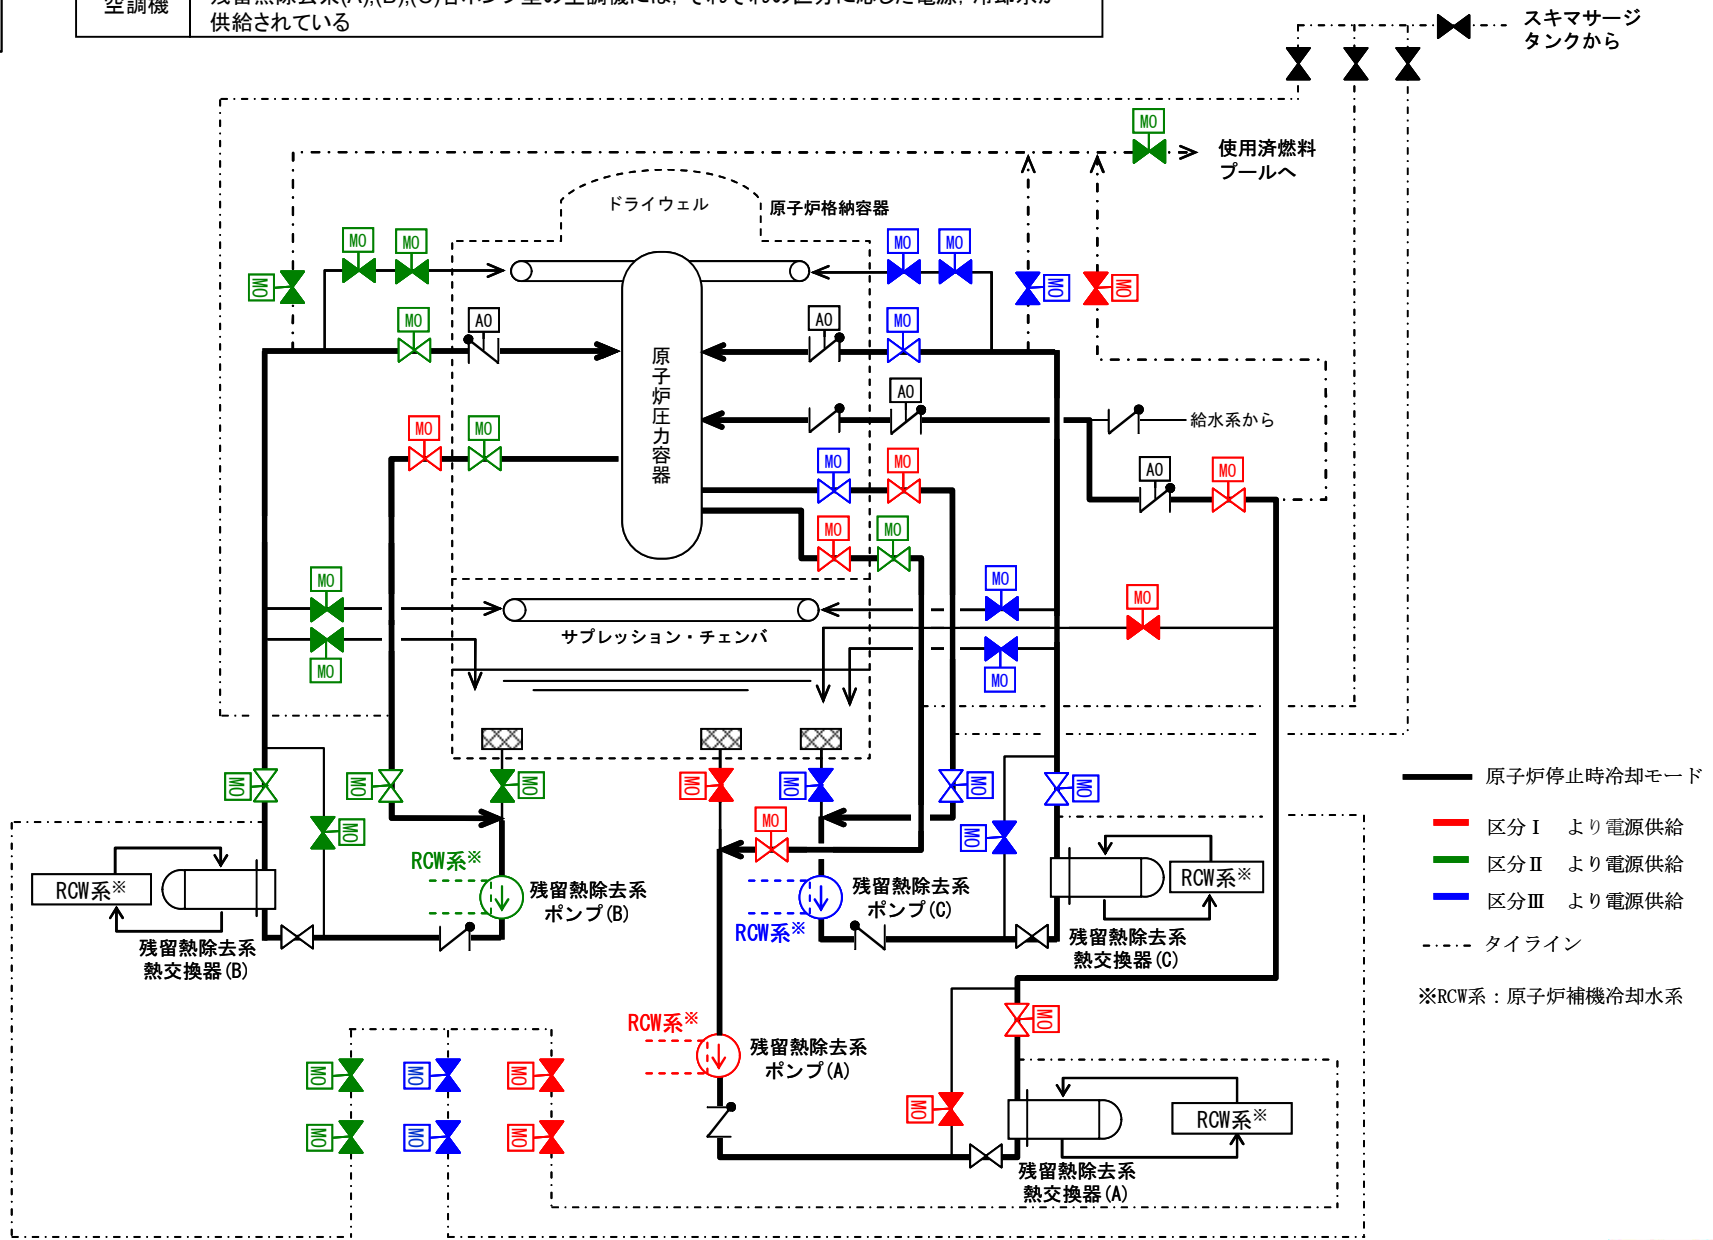 空調機
供給されている
スキマサージ
タンクから
MO
使用済燃料
プールへ
ドライウェル
原子炉格納容器
MO
MO
MO
MO
MO
MO
MO
MO
AO
AO
MO
原子炉圧力容器
AO
給水系から
MO
MO
MO
MO
AO
MO
MO
MO
MO
MO
MO
サプレッション・チェンバ
MO
MO
MO
MO
MO
MO
MO
MO
MO
MO
原子炉停止時冷却モード
MO
MO
MO
区分Ⅰ より電源供給
RCW系※
区分Ⅱ より電源供給
RCW系※
残留熱除去系
ポンプ(B)
残留熱除去系
ポンプ(C)
RCW系※
区分Ⅲ より電源供給
RCW系※
残留熱除去系
熱交換器(B)
残留熱除去系
熱交換器(C)
タイライン
※RCW系：原子炉補機冷却水系
RCW系※
MO
残留熱除去系
ポンプ(A)
MO
MO
MO
MO
RCW系※
MO
MO
MO
残留熱除去系
熱交換器(A)